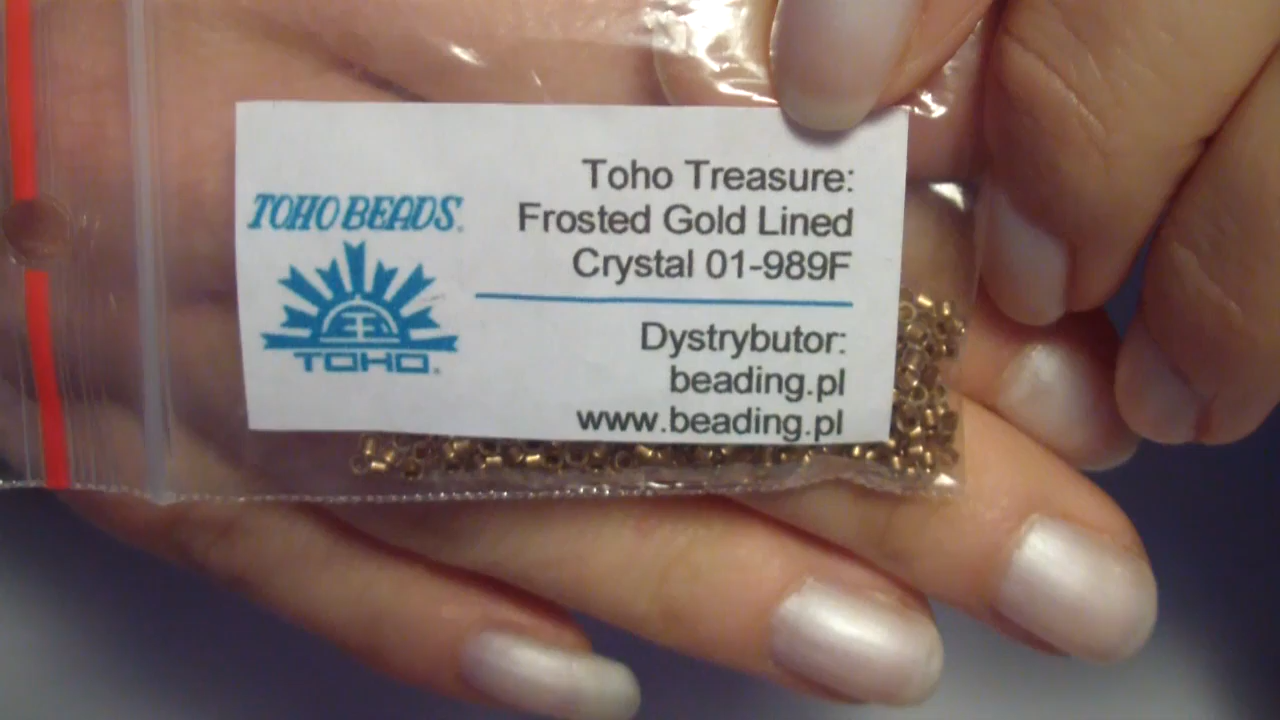 TOHO BEADS.
TOHO.
Toho Treasure:
Frosted Gold Lined
Crystal 01-989F
Dystrybutor:
beading.pl
www.beading.pl